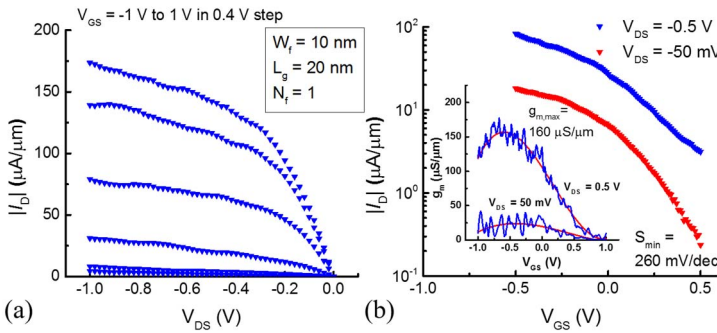 V_GS = -1 V to 1 V in 0.4 V step
W_f = 10 nm
L_g = 20 nm
N_f = 1
|I_D| (µA/µm)
200
150
100
50
0
-1.0 -0.8 -0.6 -0.4 -0.2 0.0
V_DS (V)
(a)
V_DS = -0.5 V
V_DS = -50 mV
|I_D| (µA/µm)
10^2
10^1
10^0
10^-1
-1.0 -0.5 0.0 0.5
V_GS (V)
S_min =
260 mV/dec
g_m (µS/µm)
200
150
100
50
0
g_m,max =
160 µS/µm
V_DS = 0.5 V
V_DS = 50 mV
-1.0 -0.5 0.0 0.5 1.0
V_GS (V)
(b)